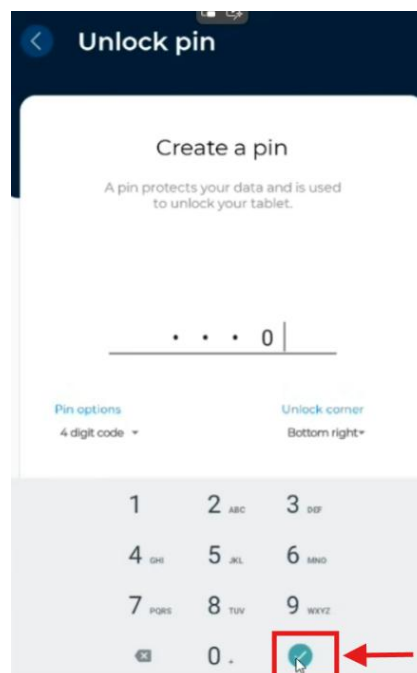 Unlock pin
Create a pin
A pin protects your data and is used
to unlock your tablet.
• • • 0
Pin options
Unlock corner
4 digit code
Bottom right
1
2 ABC
3 DEF
4 GHI
5 JKL
6 MNO
7 PQRS
8 TUV
9 WXYZ
0 .